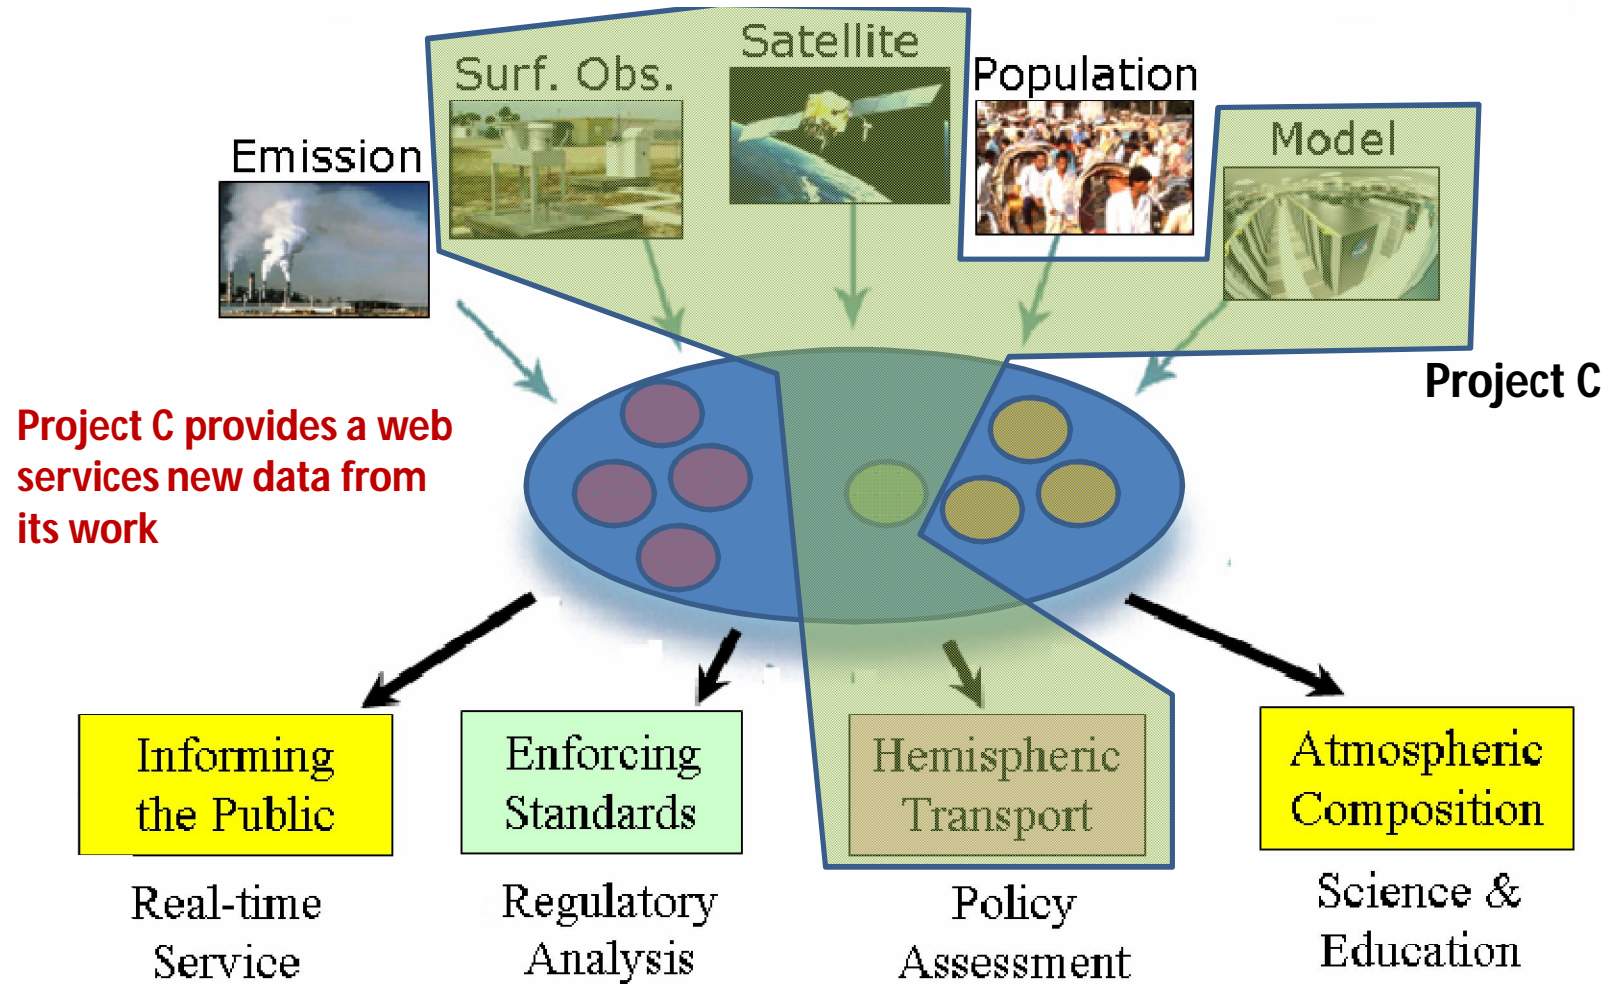 Satellite
Surf. Obs.
Population
Model
Emission
Project C
Project C provides a web
services new data from
its work
Informing
the Public
Enforcing
Standards
Hemispheric
Transport
Atmospheric
Composition
Real-time
Service
Regulatory
Analysis
Policy
Assessment
Science &
Education